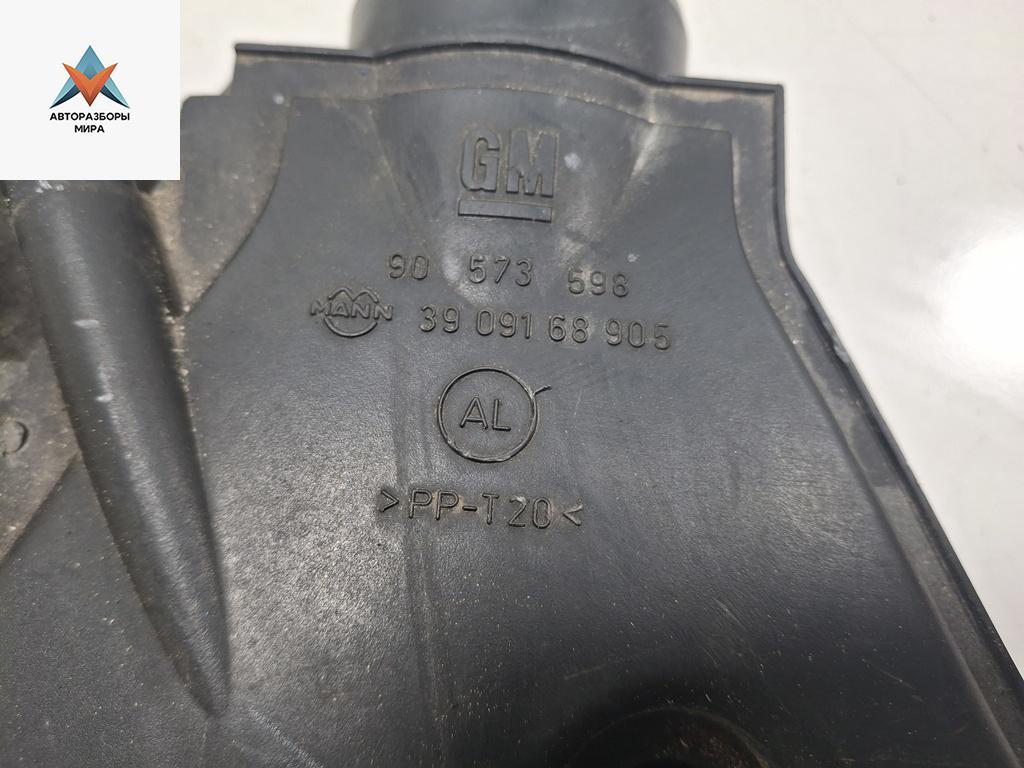 АВТОРАЗБОРЫ
МИРА
GM
90 573 598
MANN 39 091 68 905
AL
>PP-T20<